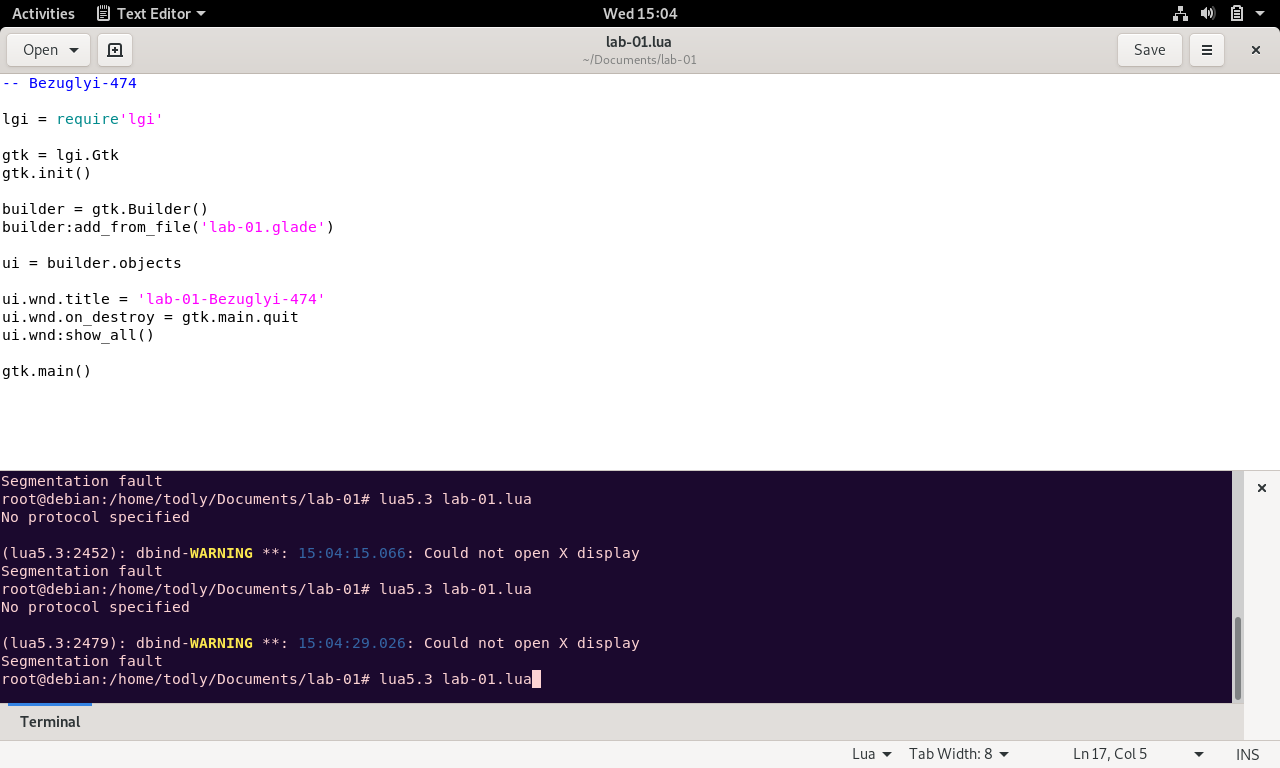 Activities Text Editor Wed 15:04
Open lab-01.lua Save
~/Documents/lab-01
-- Bezuglyi-474
lgi = require'lgi'
gtk = lgi.Gtk
gtk.init()
builder = gtk.Builder()
builder:add_from_file('lab-01.glade')
ui = builder.objects
ui.wnd.title = 'lab-01-Bezuglyi-474'
ui.wnd.on_destroy = gtk.main.quit
ui.wnd:show_all()
gtk.main()
Segmentation fault
root@debian:/home/todly/Documents/lab-01# lua5.3 lab-01.lua
No protocol specified
(lua5.3:2452): dbind-WARNING **: 15:04:15.066: Could not open X display
Segmentation fault
root@debian:/home/todly/Documents/lab-01# lua5.3 lab-01.lua
No protocol specified
(lua5.3:2479): dbind-WARNING **: 15:04:29.026: Could not open X display
Segmentation fault
root@debian:/home/todly/Documents/lab-01# lua5.3 lab-01.lua
Terminal
Lua Tab Width: 8 Ln 17, Col 5 INS